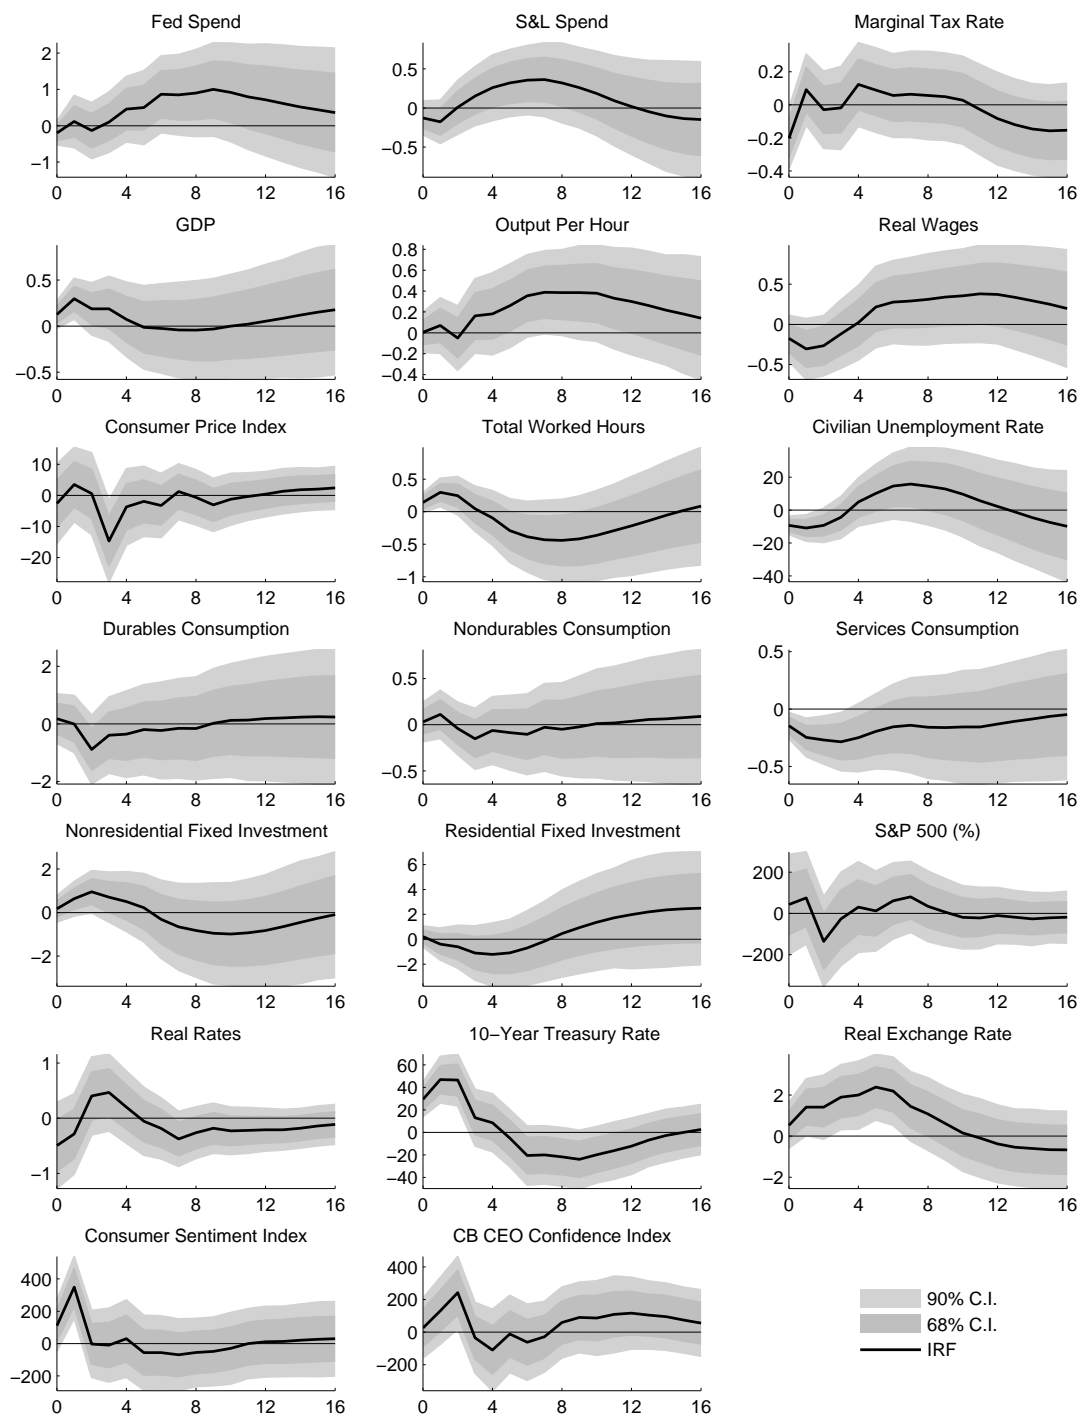 Fed Spend
S&L Spend
Marginal Tax Rate
2
1
0
−1
0 4 8 12 16
0.5
0
−0.5
0 4 8 12 16
0.2
0
−0.2
−0.4
0 4 8 12 16
GDP
Output Per Hour
Real Wages
0.5
0
−0.5
0 4 8 12 16
0.8
0.6
0.4
0.2
0
−0.2
−0.4
0 4 8 12 16
0.5
0
−0.5
0 4 8 12 16
Consumer Price Index
Total Worked Hours
Civilian Unemployment Rate
10
0
−10
−20
0 4 8 12 16
0.5
0
−0.5
−1
0 4 8 12 16
20
0
−20
−40
0 4 8 12 16
Durables Consumption
Nondurables Consumption
Services Consumption
2
0
−2
0 4 8 12 16
0.5
0
−0.5
0 4 8 12 16
0.5
0
−0.5
0 4 8 12 16
Nonresidential Fixed Investment
Residential Fixed Investment
S&P 500 (%)
2
0
−2
0 4 8 12 16
6
4
2
0
−2
0 4 8 12 16
200
0
−200
0 4 8 12 16
Real Rates
10−Year Treasury Rate
Real Exchange Rate
1
0
−1
0 4 8 12 16
60
40
20
0
−20
−40
0 4 8 12 16
2
0
−2
0 4 8 12 16
Consumer Sentiment Index
CB CEO Confidence Index
400
200
0
−200
0 4 8 12 16
400
200
0
−200
0 4 8 12 16
90% C.I.
68% C.I.
IRF